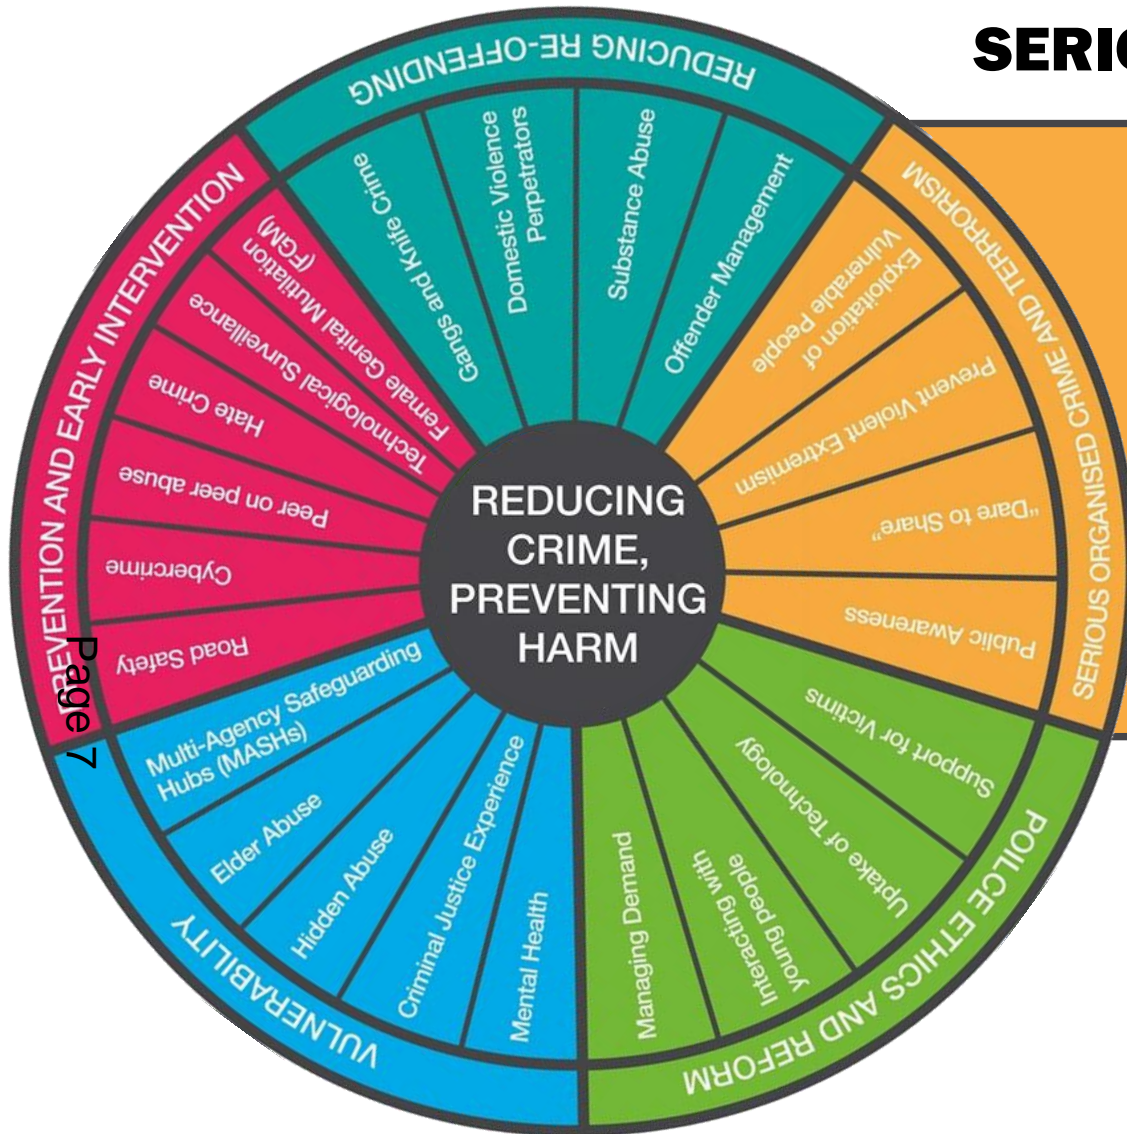 REDUCING RE-OFFENDING
Gangs and Knife Crime
Domestic Violence
Perpetrators
Substance Abuse
Offender Management
SERIOUS ORGANISED CRIME AND TERRRORISM
Exploitation of
Vulnerable People
Prevent Violent Extremism
“Dare to Share”
Public Awareness
POILCE ETHICS AND REFORM
Support for Victims
Uptake of Technology
Interacting with
young people
Managing Demand
VULNERABILITY
Mental Health
Criminal Justice Experience
Hidden Abuse
Elder Abuse
Multi-Agency Safeguarding
Hubs (MASHs)
PREVENTION AND EARLY INTERVENTION
Road Safety
Cybercrime
Peer on peer abuse
Hate Crime
Technological Surveillance
Female Genital Mutilation
(FGM)
REDUCING
CRIME,
PREVENTING
HARM
Page 7